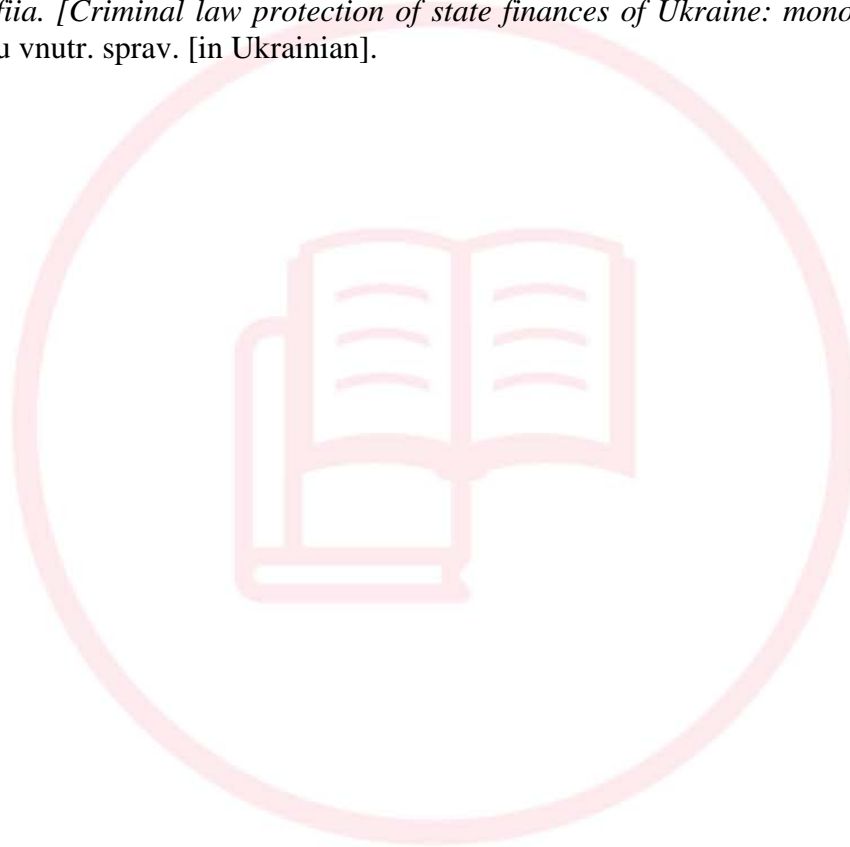 fiia. [Criminal law protection of state finances of Ukraine: mono
u vnutr. sprav. [in Ukrainian].